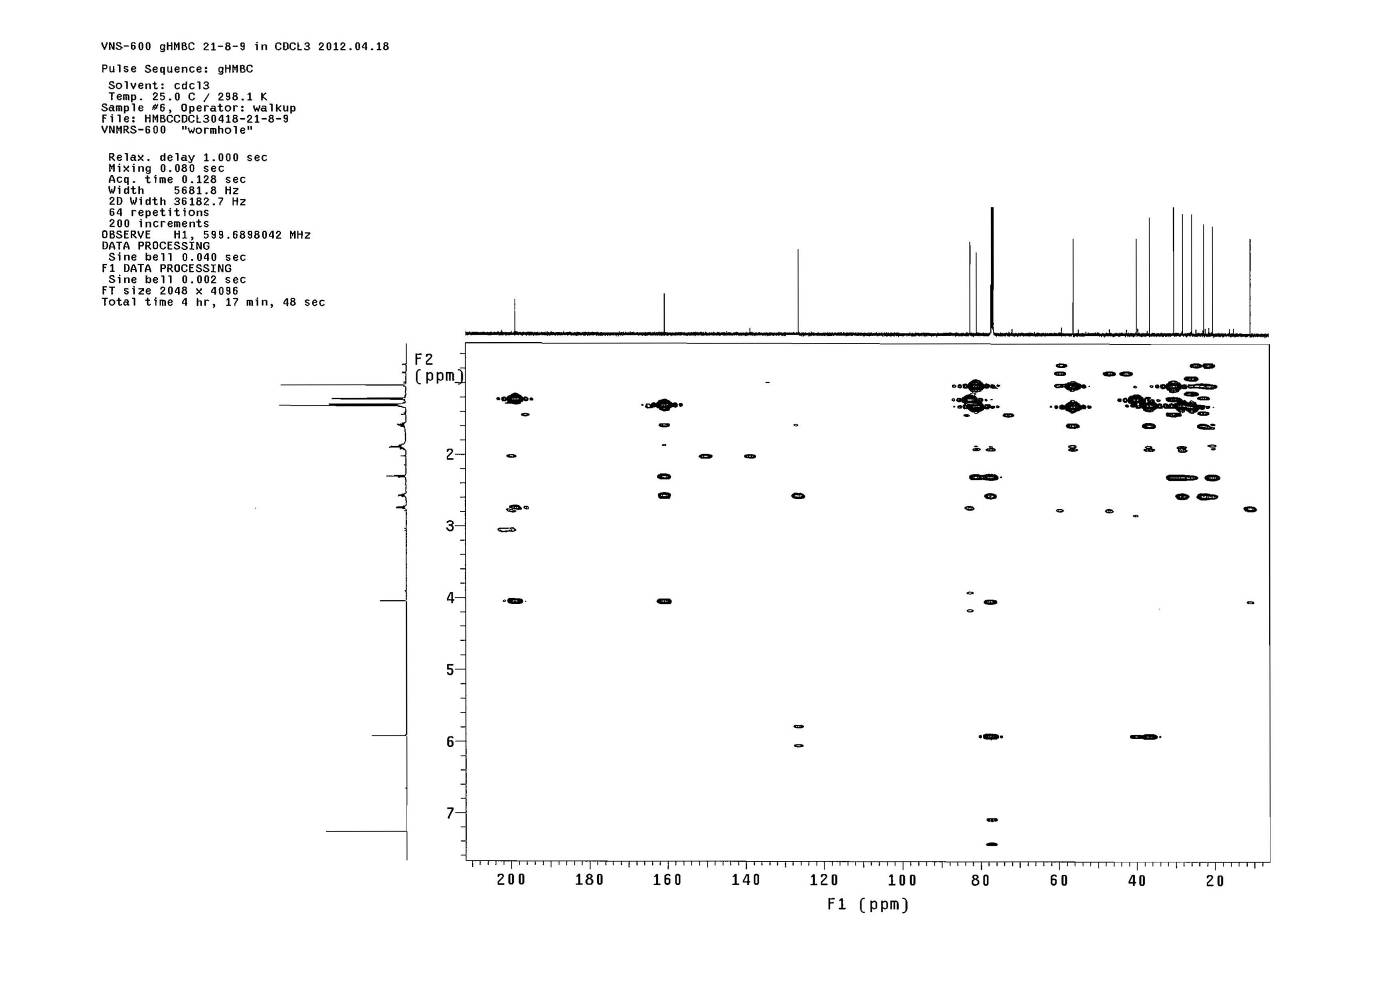 VNS-600 gHMBC 21-8-9 in CDCL3 2012.04.18
Pulse Sequence: gHMBC
Solvent: cdcl3
Temp. 25.0 C / 298.1 K
Sample #6, Operator: walkup
File: HMBCCDCL30418-21-8-9
VNMRS-600 "wormhole"
Relax. delay 1.000 sec
Mixing 0.080 sec
Acq. time 0.128 sec
Width 5681.8 Hz
2D Width 36182.7 Hz
64 repetitions
200 increments
OBSERVE H1, 599.6898042 MHz
DATA PROCESSING
Sine bell 0.040 sec
F1 DATA PROCESSING
Sine bell 0.002 sec
FT size 2048 x 4096
Total time 4 hr, 17 min, 48 sec
F2
(ppm)
2
3
4
5
6
7
200 180 160 140 120 100 80 60 40 20
F1 (ppm)